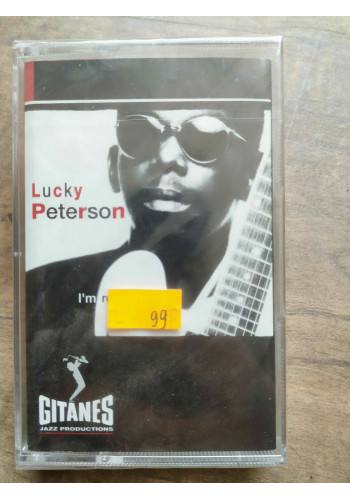 Lucky
Peterson
I'm
99
GITANES
JAZZ PRODUCTIONS